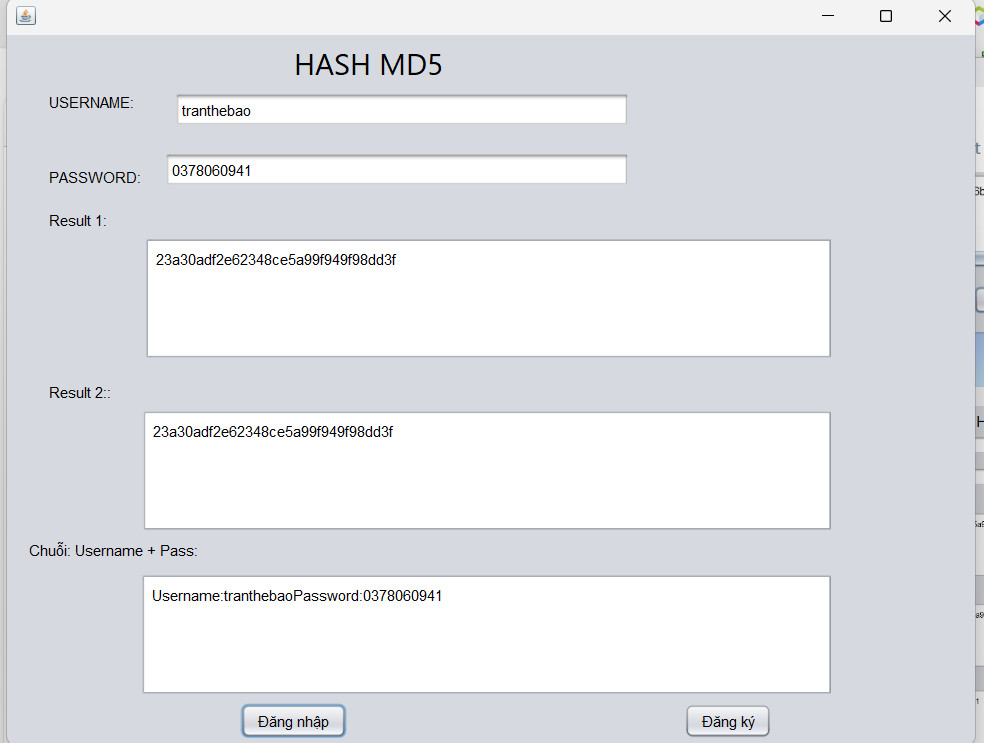 HASH MD5
USERNAME:
tranthebao
PASSWORD:
0378060941
Result 1:
23a30adf2e62348ce5a99f949f98dd3f
Result 2::
23a30adf2e62348ce5a99f949f98dd3f
Chuỗi: Username + Pass:
Username:tranthebaoPassword:0378060941
Đăng nhập
Đăng ký